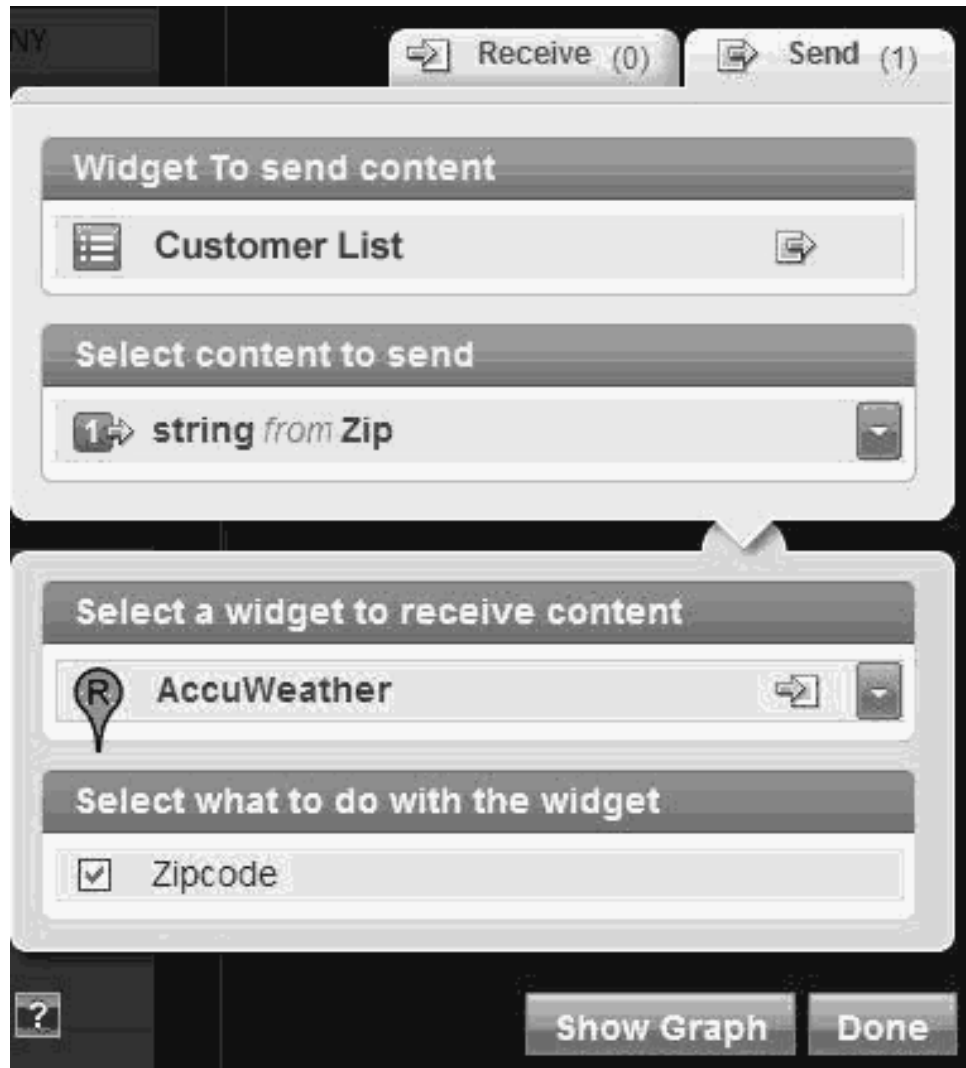 NY
Receive (0)
Send (1)
Widget To send content
Customer List
Select content to send
1 string from Zip
Select a widget to receive content
R AccuWeather
Select what to do with the widget
Zipcode
?
Show Graph
Done